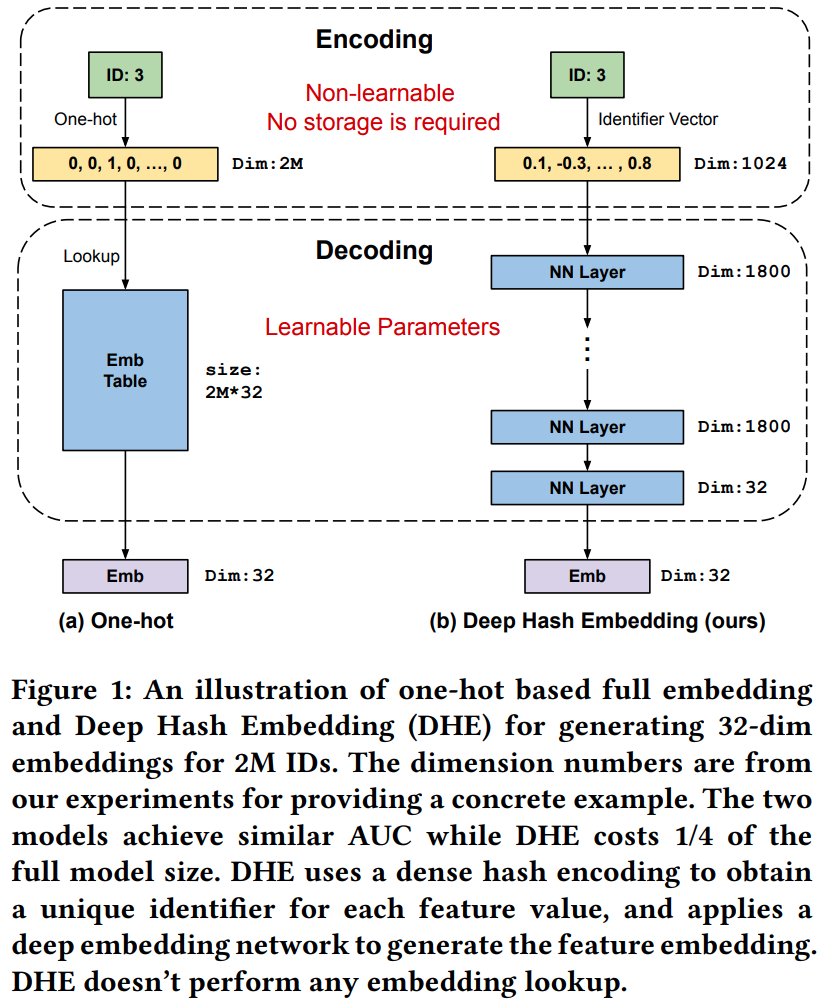 Encoding
ID: 3
ID: 3
Non-learnable
No storage is required
One-hot
Identifier Vector
0, 0, 1, 0, ..., 0
Dim:2M
0.1, -0.3, ... , 0.8
Dim:1024
Decoding
Lookup
NN Layer
Dim:1800
Learnable Parameters
Emb
Table
size:
2M*32
NN Layer
Dim:1800
NN Layer
Dim:32
Emb
Dim:32
Emb
Dim:32
(a) One-hot
(b) Deep Hash Embedding (ours)
Figure 1: An illustration of one-hot based full embedding
and Deep Hash Embedding (DHE) for generating 32-dim
embeddings for 2M IDs. The dimension numbers are from
our experiments for providing a concrete example. The two
models achieve similar AUC while DHE costs 1/4 of the
full model size. DHE uses a dense hash encoding to obtain
a unique identifier for each feature value, and applies a
deep embedding network to generate the feature embedding.
DHE doesn't perform any embedding lookup.